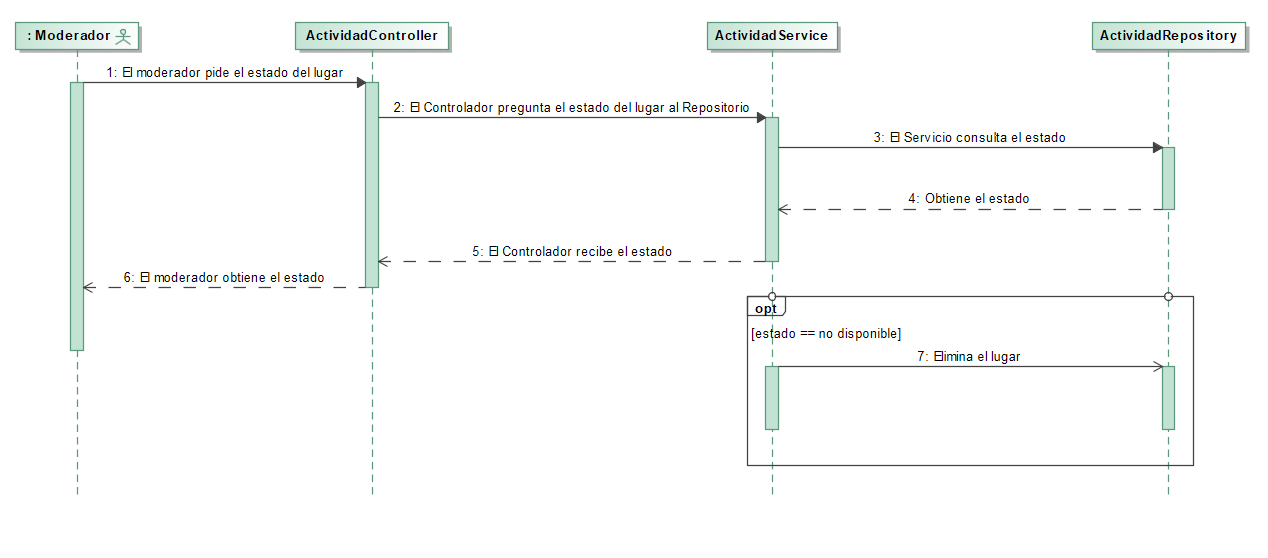 : Moderador
ActividadController
ActividadService
ActividadRepository
1: El moderador pide el estado del lugar
2: El Controlador pregunta el estado del lugar al Repositorio
3: El Servicio consulta el estado
4: Obtiene el estado
5: El Controlador recibe el estado
6: El moderador obtiene el estado
opt
[estado == no disponible]
7: Elimina el lugar